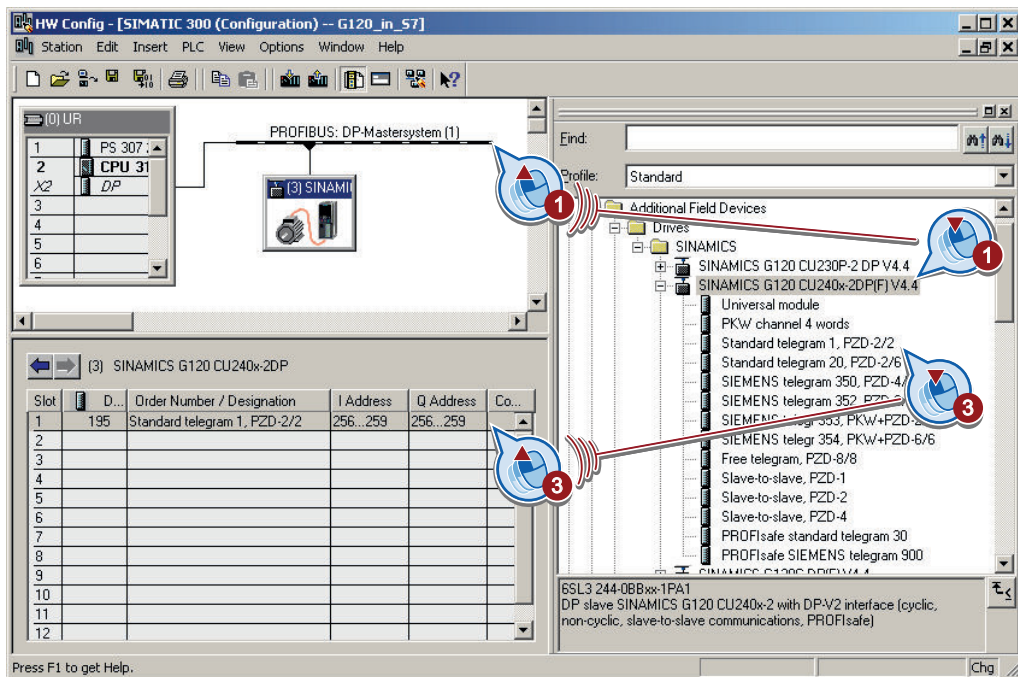 HW Config - [SIMATIC 300 (Configuration) -- G120_in_S7]
Station Edit Insert PLC View Options Window Help
(0) UR
1 PS 307
2 CPU 31
X2 DP
3
4
5
6
PROFIBUS: DP-Mastersystem (1)
(3) SINAMI
1
(3) SINAMICS G120 CU240x-2DP
Slot D... Order Number / Designation I Address Q Address Co...
1 195 Standard telegram 1, PZD-2/2 256...259 256...259
2
3
4
5
6
7
8
9
10
11
12
3
Find:
Profile: Standard
Additional Field Devices
Drives
SINAMICS
SINAMICS G120 CU230P-2 DP V4.4
1
SINAMICS G120 CU240x-2DP(F) V4.4
Universal module
PKW channel 4 words
Standard telegram 1, PZD-2/2
Standard telegram 20, PZD-2/6
SIEMENS telegram 350, PZD-4/
SIEMENS telegram 352, PZD-
3
SIEMENS telegr 353, PKW+PZD-2
SIEMENS telegr 354, PKW+PZD-6/6
Free telegram, PZD-8/8
Slave-to-slave, PZD-1
Slave-to-slave, PZD-2
Slave-to-slave, PZD-4
PROFIsafe standard telegram 30
PROFIsafe SIEMENS telegram 900
6SL3 244-0BBxx-1PA1
DP slave SINAMICS G120 CU240x-2 with DP-V2 interface (cyclic,
non-cyclic, slave-to-slave communications, PROFIsafe)
Press F1 to get Help.
Chg